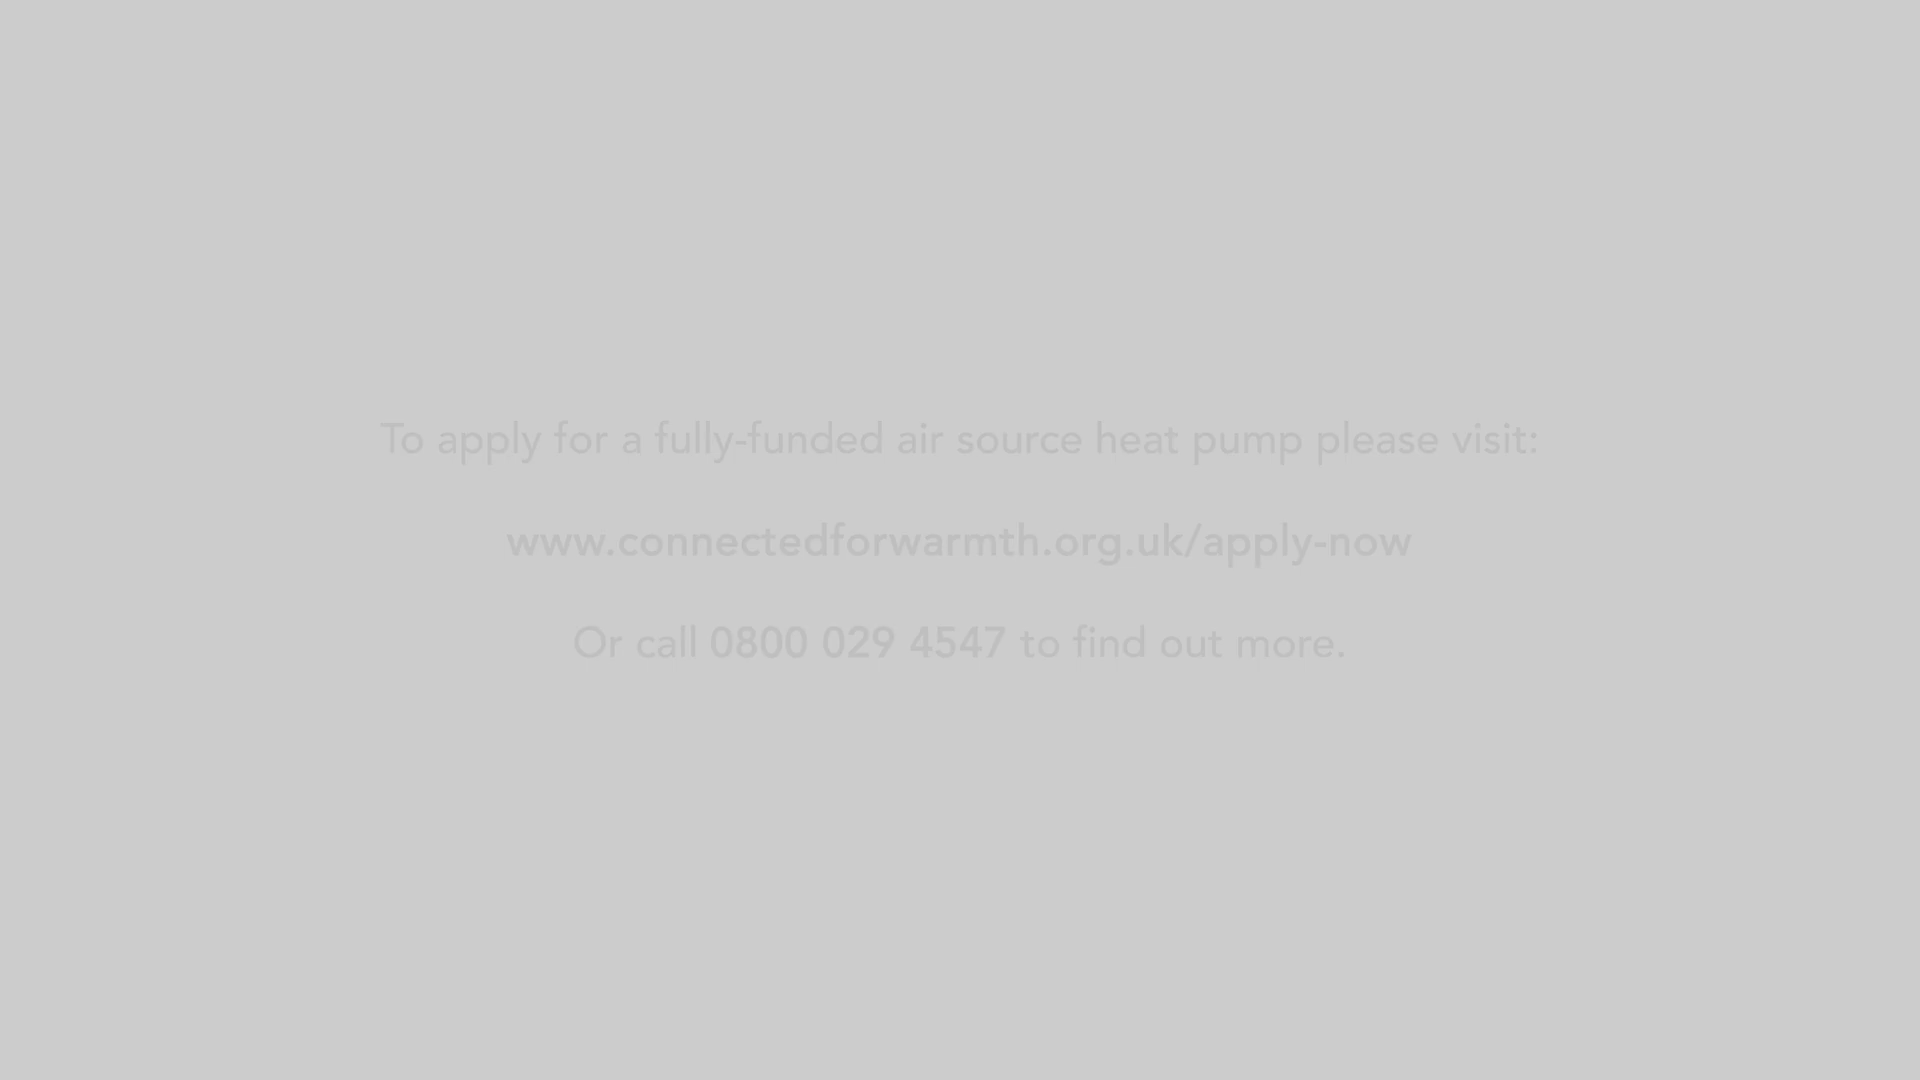 To apply for a fully-funded air source heat pump please visit:
www.connectedforwarmth.org.uk/apply-now
Or call 0800 029 4547 to find out more.